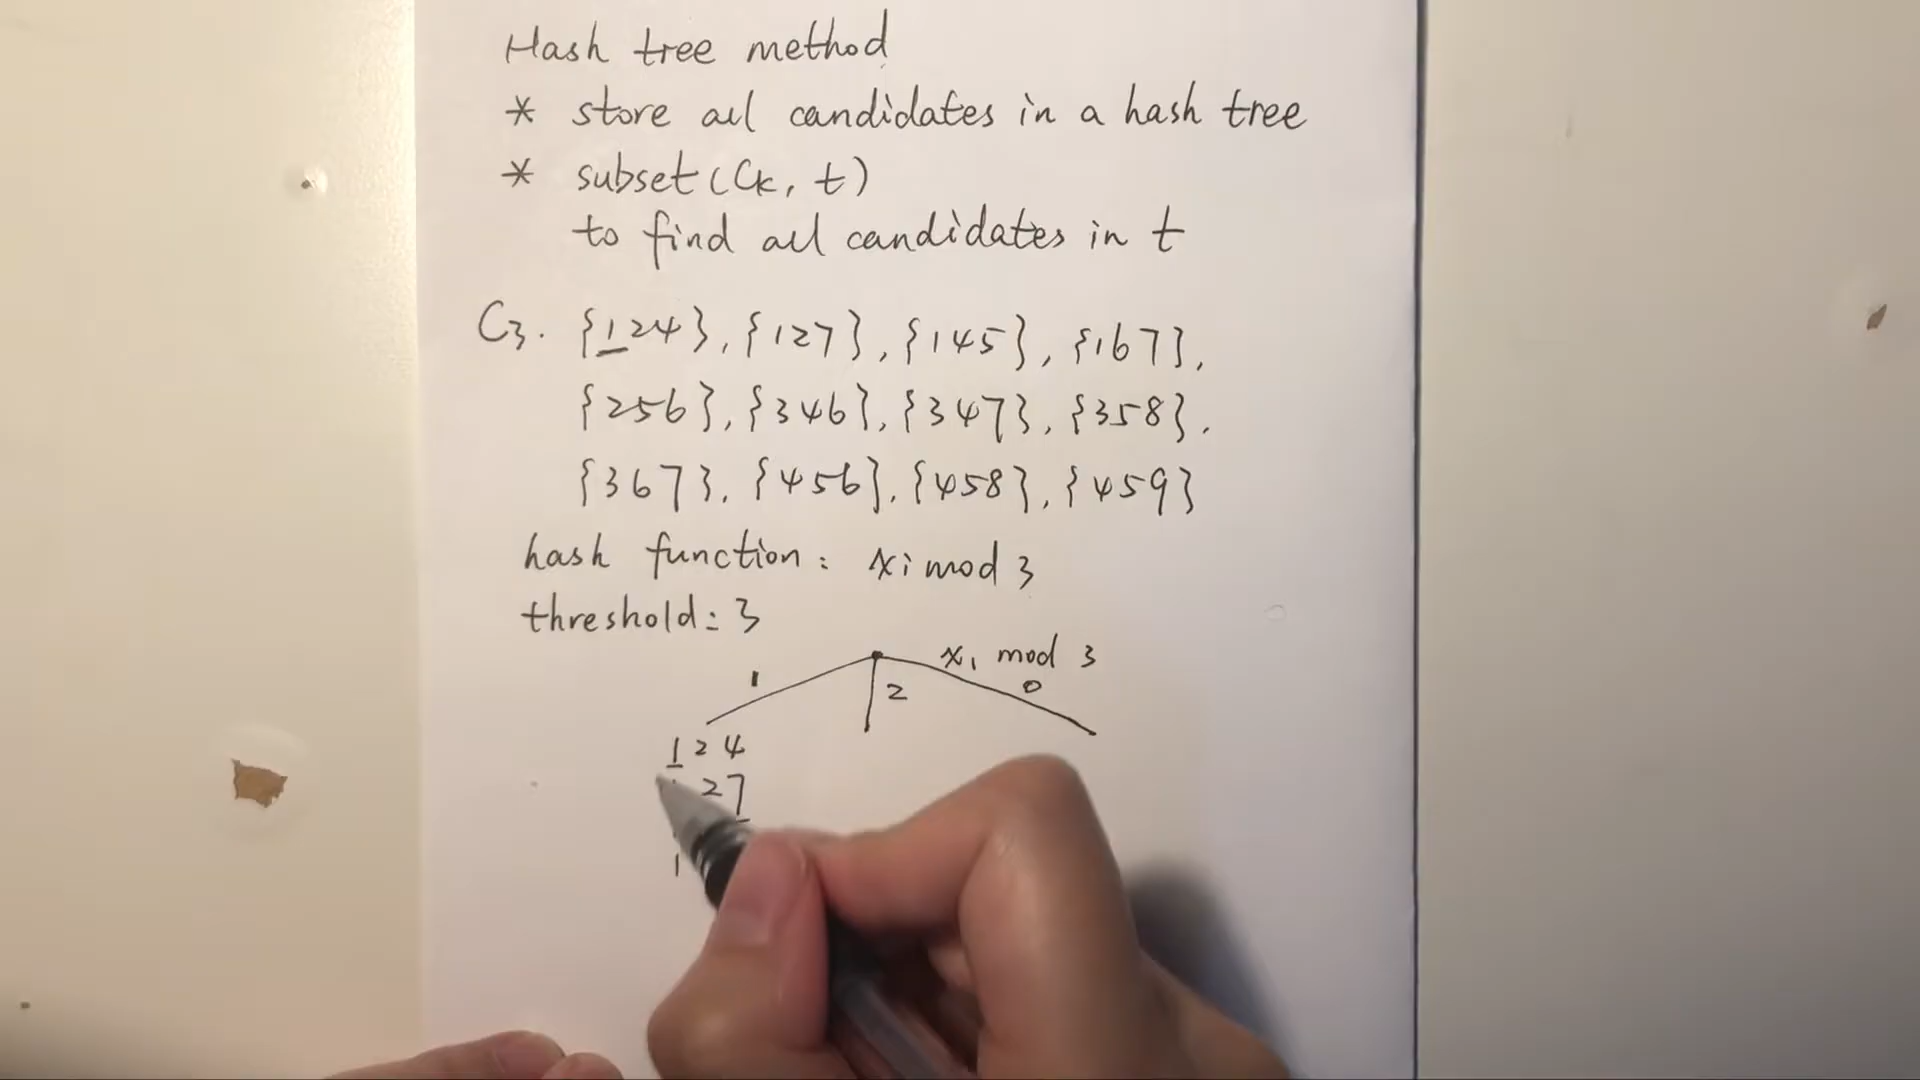 Hash tree method
* store all candidates in a hash tree
* subset(Ck, t)
to find all candidates in t
C3. {124}, {127}, {145}, {167},
{256}, {346}, {347}, {358},
{367}, {456}, {458}, {459}
hash function: xi mod 3
threshold: 3
x1 mod 3
1 2 0
124
27
1